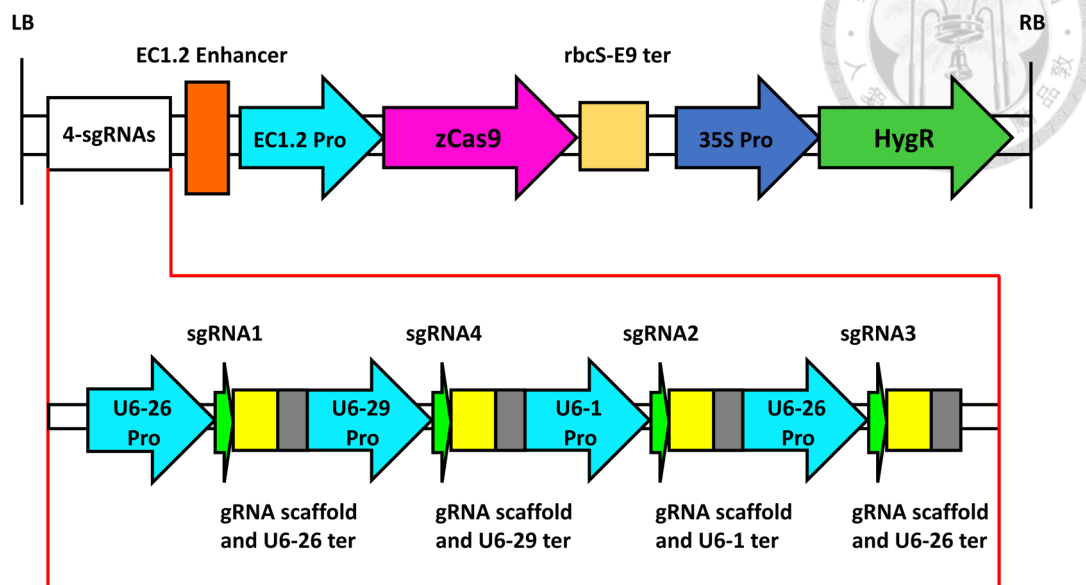 LB
RB
EC1.2 Enhancer
rbcS-E9 ter
4-sgRNAs
EC1.2 Pro
zCas9
35S Pro
HygR
sgRNA1
sgRNA4
sgRNA2
sgRNA3
U6-26
Pro
U6-29
Pro
U6-1
Pro
U6-26
Pro
gRNA scaffold
and U6-26 ter
gRNA scaffold
and U6-29 ter
gRNA scaffold
and U6-1 ter
gRNA scaffold
and U6-26 ter